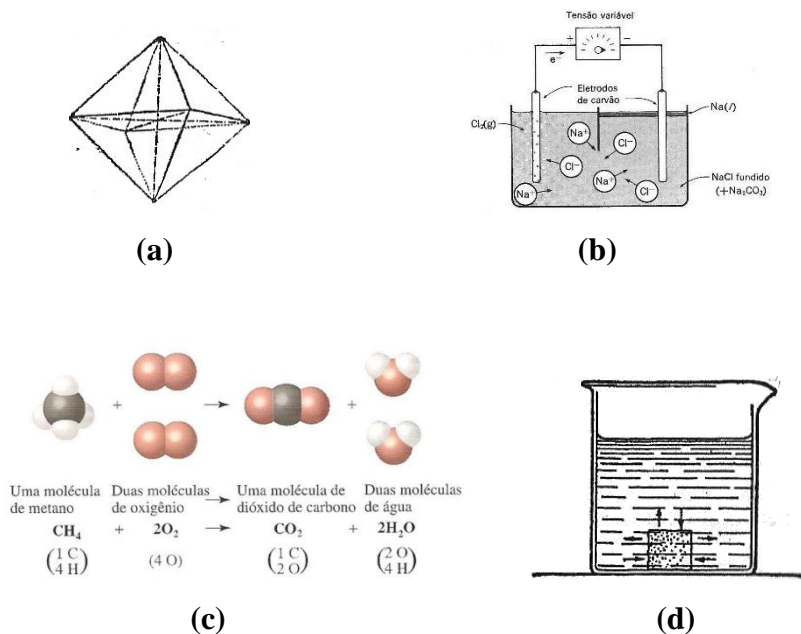 Tensão variável
+
−
e⁻
Eletrodos
de carvão
Na(l)
Cl₂(g)
Na⁺
Cl⁻
Cl⁻
Na⁺
Na⁺
Cl⁻
NaCl fundido
(+Na₂CO₃)
(a)
(b)
+
→
+
Uma molécula
de metano
Duas moléculas
de oxigênio
→
Uma molécula de
dióxido de carbono
Duas moléculas
de água
CH₄ + 2O₂ → CO₂ + 2H₂O
(1 C 4 H) (4 O) (1 C 2 O) (2 O 4 H)
(c)
(d)